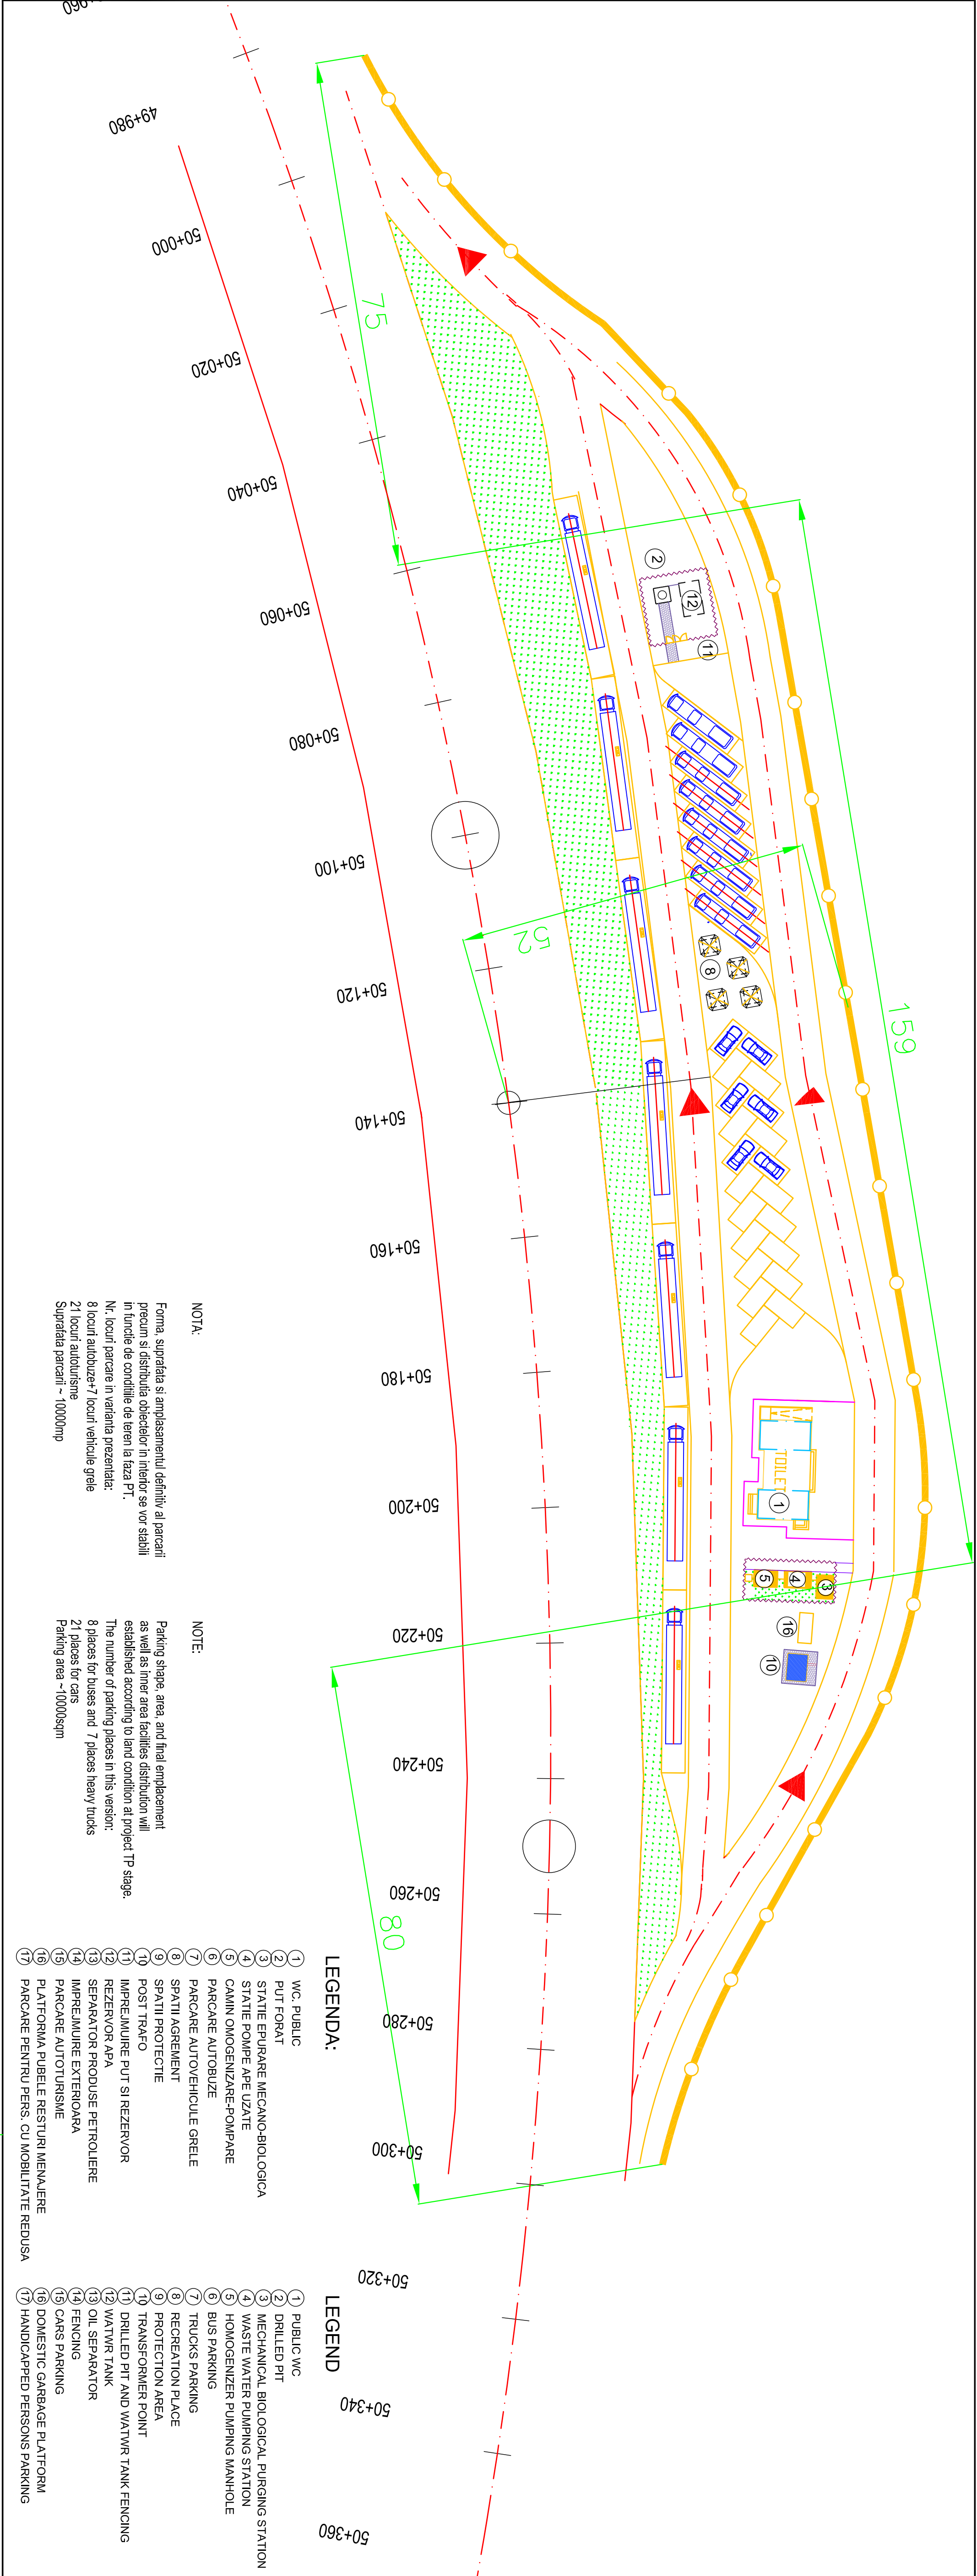 49+980
50+000
50+020
50+040
50+060
50+080
50+100
50+120
50+140
50+160
50+180
50+200
50+220
50+240
50+260
50+280
50+300
50+320
50+340
50+360
75
52
159
80
2
12
11
8
TOILET
1
5
4
3
16
10
NOTA:
Forma, suprafata si amplasamentul definitiv al parcarii
precum si distributia obiectelor in interior se vor stabili
in functie de conditiile de teren la faza PT.
Nr. locuri parcare in varianta prezentata:
8 locuri autobuze+7 locuri vehicule grele
21 locuri autoturisme
Suprafata parcarii ~ 10000mp
NOTE:
Parking shape, area, and final emplacement
as well as inner area facilities distribution will
established according to land condition at project TP stage.
The number of parking places in this version:
8 places for buses and 7 places heavy trucks
21 places for cars
Parking area ~10000sqm
LEGENDA:
1 WC. PUBLIC
2 PUT FORAT
3 STATIE EPURARE MECANO-BIOLOGICA
4 STATIE POMPE APE UZATE
5 CAMIN OMOGENIZARE-POMPARE
6 PARCARE AUTOBUZE
7 PARCARE AUTOVEHICULE GRELE
8 SPATII AGREMENT
9 SPATII PROTECTIE
10 POST TRAFO
11 IMPREJMUIRE PUT SI REZERVOR
12 REZERVOR APA
13 SEPARATOR PRODUSE PETROLIERE
14 IMPREJMUIRE EXTERIOARA
15 PARCARE AUTOTURISME
16 PLATFORMA PUBELE RESTURI MENAJERE
17 PARCARE PENTRU PERS. CU MOBILITATE REDUSA
LEGEND
1 PUBLIC WC
2 DRILLED PIT
3 MECHANICAL BIOLOGICAL PURGING STATION
4 WASTE WATER PUMPING STATION
5 HOMOGENIZER PUMPING MANHOLE
6 BUS PARKING
7 TRUCKS PARKING
8 RECREATION PLACE
9 PROTECTION AREA
10 TRANSFORMER POINT
11 DRILLED PIT AND WATWR TANK FENCING
12 WATWR TANK
13 OIL SEPARATOR
14 FENCING
15 CARS PARKING
16 DOMESTIC GARBAGE PLATFORM
17 HANDICAPPED PERSONS PARKING